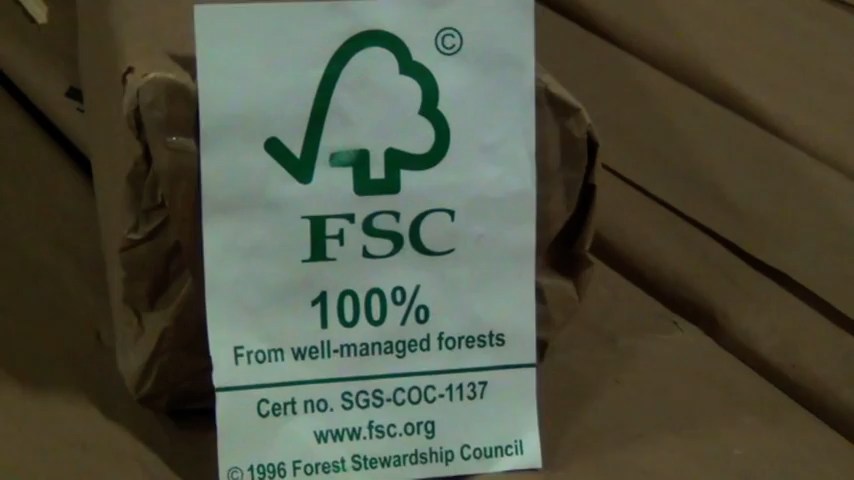 ©
FSC
100%
From well-managed forests
Cert no. SGS-COC-1137
www.fsc.org
© 1996 Forest Stewardship Council